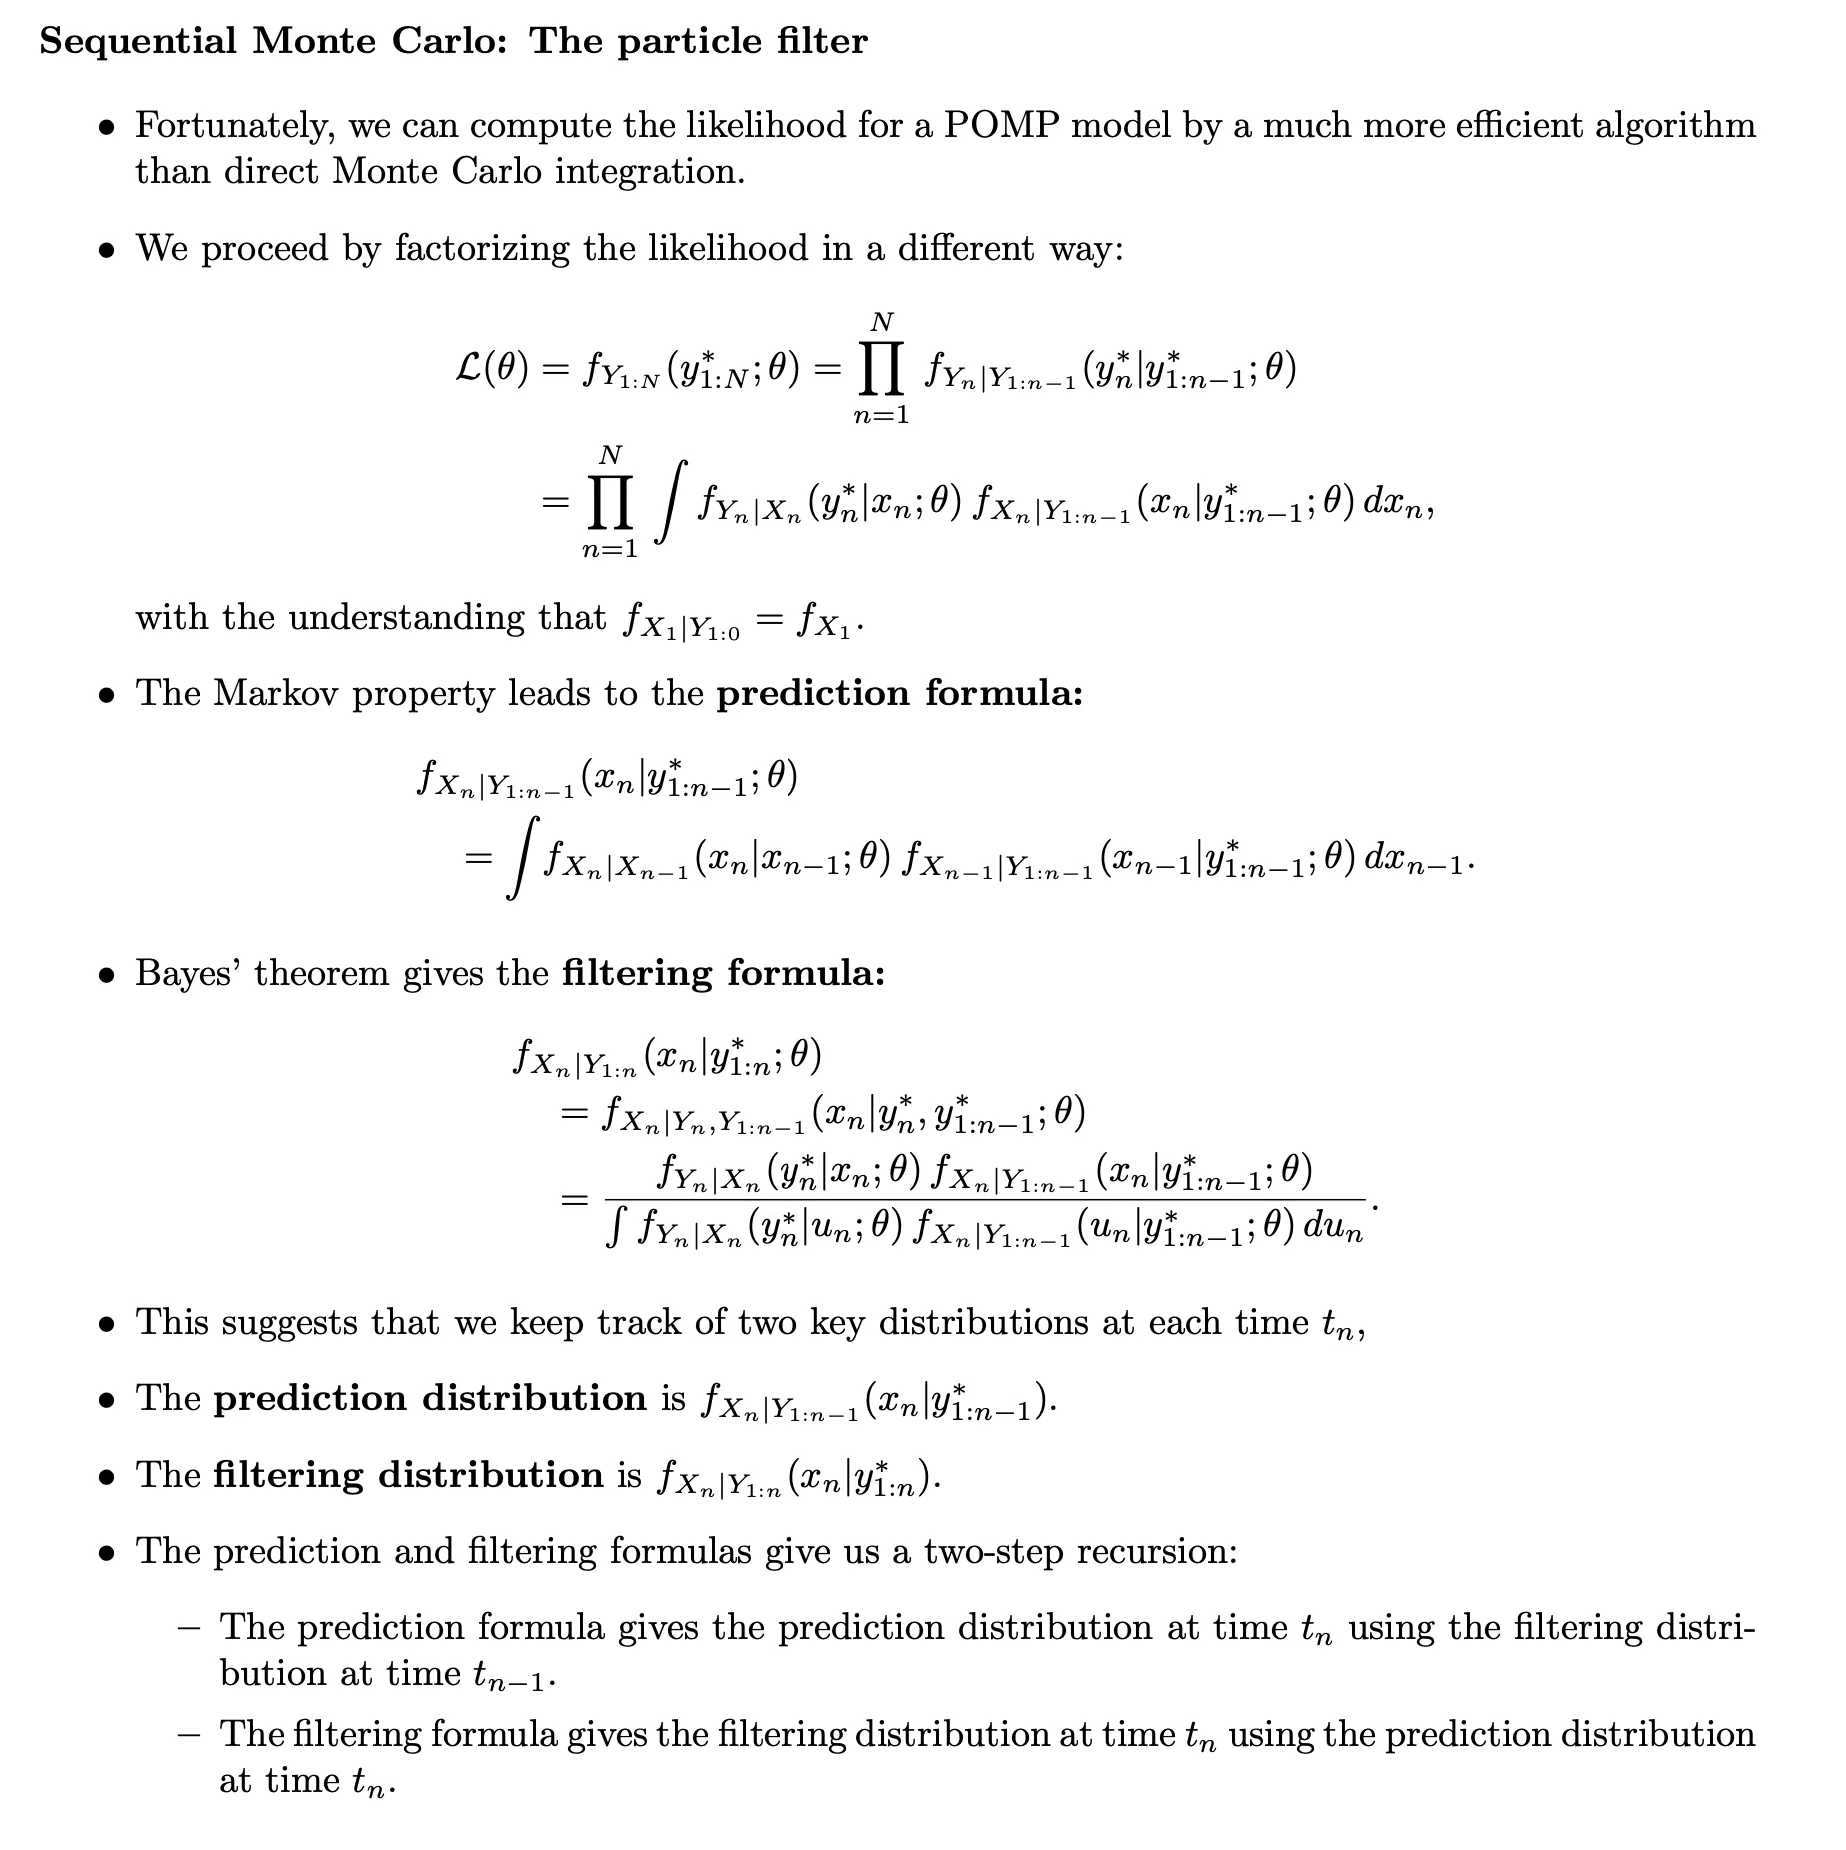 Sequential Monte Carlo: The particle filter
• Fortunately, we can compute the likelihood for a POMP model by a much more efficient algorithm
than direct Monte Carlo integration.
• We proceed by factorizing the likelihood in a different way:
$\mathcal{L}(\theta) = f_{Y_{1:N}}(y^*_{1:N};\theta) = \prod_{n=1}^{N} f_{Y_n|Y_{1:n-1}}(y^*_n|y^*_{1:n-1};\theta)$
$= \prod_{n=1}^{N} \int f_{Y_n|X_n}(y^*_n|x_n;\theta)\, f_{X_n|Y_{1:n-1}}(x_n|y^*_{1:n-1};\theta)\, dx_n,$
with the understanding that $f_{X_1|Y_{1:0}} = f_{X_1}$.
• The Markov property leads to the prediction formula:
$f_{X_n|Y_{1:n-1}}(x_n|y^*_{1:n-1};\theta)$
$= \int f_{X_n|X_{n-1}}(x_n|x_{n-1};\theta)\, f_{X_{n-1}|Y_{1:n-1}}(x_{n-1}|y^*_{1:n-1};\theta)\, dx_{n-1}.$
• Bayes’ theorem gives the filtering formula:
$f_{X_n|Y_{1:n}}(x_n|y^*_{1:n};\theta)$
$= f_{X_n|Y_n,Y_{1:n-1}}(x_n|y^*_n, y^*_{1:n-1};\theta)$
$= \frac{f_{Y_n|X_n}(y^*_n|x_n;\theta)\, f_{X_n|Y_{1:n-1}}(x_n|y^*_{1:n-1};\theta)}{\int f_{Y_n|X_n}(y^*_n|u_n;\theta)\, f_{X_n|Y_{1:n-1}}(u_n|y^*_{1:n-1};\theta)\, du_n}.$
• This suggests that we keep track of two key distributions at each time $t_n$,
• The prediction distribution is $f_{X_n|Y_{1:n-1}}(x_n|y^*_{1:n-1})$.
• The filtering distribution is $f_{X_n|Y_{1:n}}(x_n|y^*_{1:n})$.
• The prediction and filtering formulas give us a two-step recursion:
– The prediction formula gives the prediction distribution at time $t_n$ using the filtering distri-
bution at time $t_{n-1}$.
– The filtering formula gives the filtering distribution at time $t_n$ using the prediction distribution
at time $t_n$.